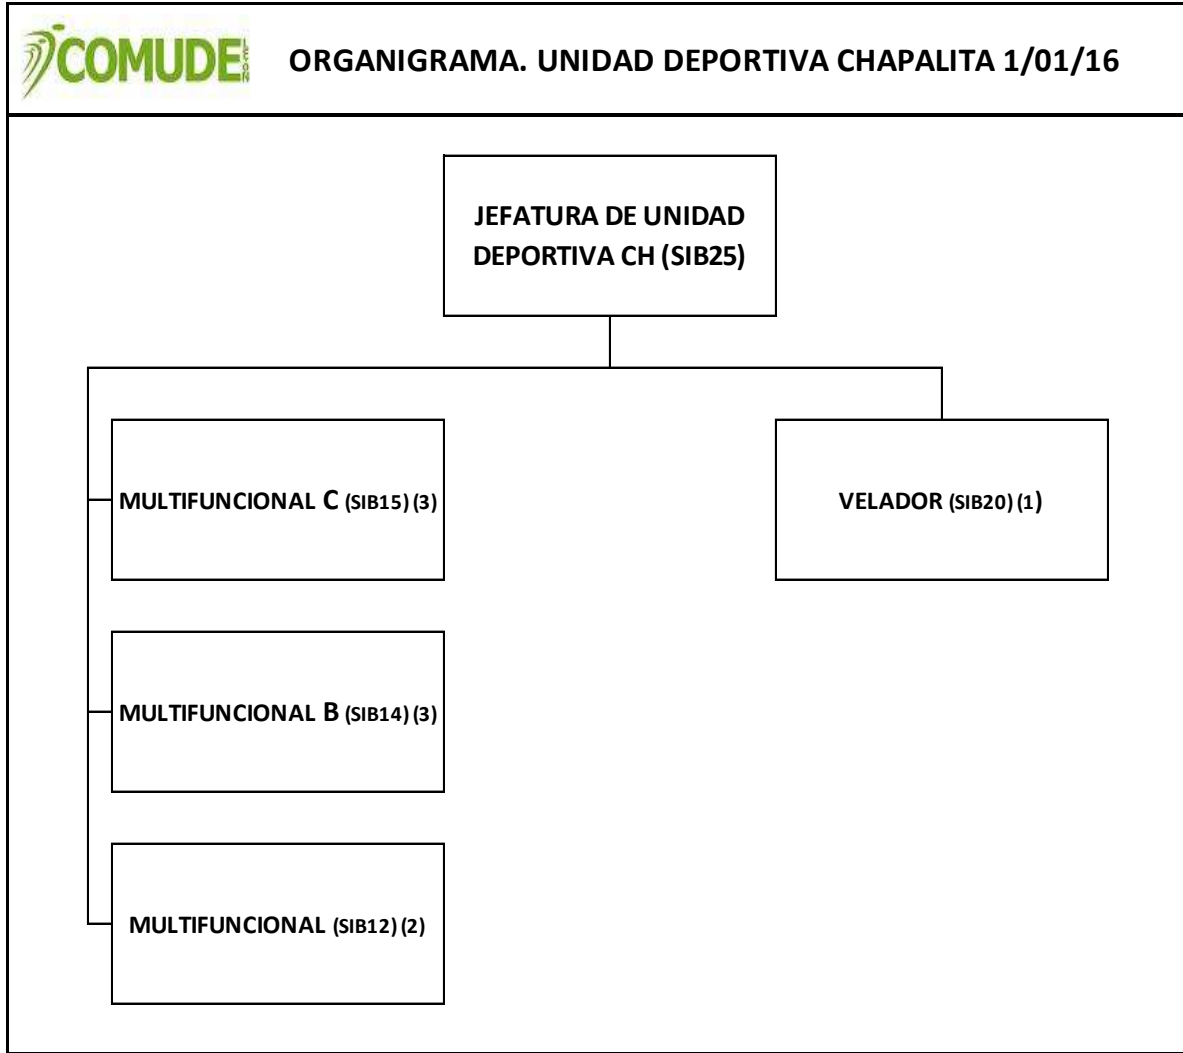 COMUDE
ORGANIGRAMA. UNIDAD DEPORTIVA CHAPALITA 1/01/16
JEFATURA DE UNIDAD
DEPORTIVA CH (SIB25)
MULTIFUNCIONAL C (SIB15) (3)
VELADOR (SIB20) (1)
MULTIFUNCIONAL B (SIB14) (3)
MULTIFUNCIONAL (SIB12) (2)